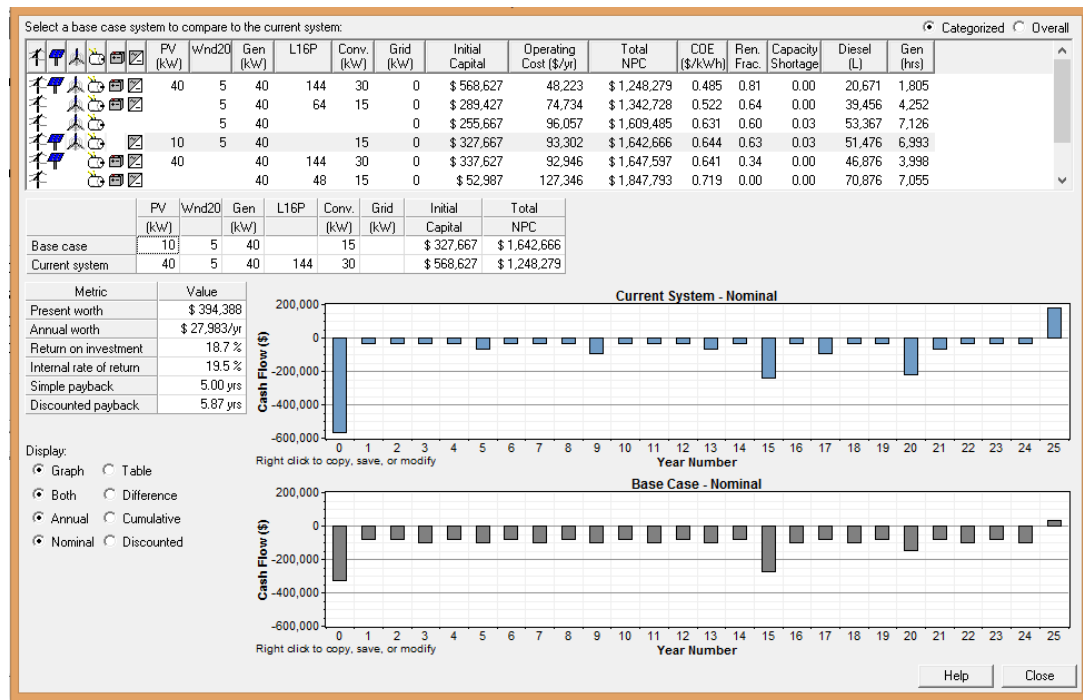 Select a base case system to compare to the current system:
Categorized Overall
PV (kW) Wnd20 Gen (kW) L16P Conv. (kW) Grid (kW) Initial Capital Operating Cost ($/yr) Total NPC COE ($/kWh) Ren. Frac. Capacity Shortage Diesel (L) Gen (hrs)
40 5 40 144 30 0 $ 568,627 48,223 $ 1,248,279 0.485 0.81 0.00 20,671 1,805
5 40 64 15 0 $ 289,427 74,734 $ 1,342,728 0.522 0.64 0.00 39,456 4,252
5 40 0 $ 255,667 96,057 $ 1,609,485 0.631 0.60 0.03 53,367 7,126
10 5 40 15 0 $ 327,667 93,302 $ 1,642,666 0.644 0.63 0.03 51,476 6,993
40 40 144 30 0 $ 337,627 92,946 $ 1,647,597 0.641 0.34 0.00 46,876 3,998
40 48 15 0 $ 52,987 127,346 $ 1,847,793 0.719 0.00 0.00 70,876 7,055
PV Wnd20 Gen L16P Conv. Grid Initial Total
(kW) (kW) (kW) (kW) Capital NPC
Base case 10 5 40 15 $ 327,667 $ 1,642,666
Current system 40 5 40 144 30 $ 568,627 $ 1,248,279
Metric Value
Present worth $ 394,388
Annual worth $ 27,983/yr
Return on investment 18.7 %
Internal rate of return 19.5 %
Simple payback 5.00 yrs
Discounted payback 5.87 yrs
Display:
Graph Table
Both Difference
Annual Cumulative
Nominal Discounted
Current System - Nominal
Cash Flow ($)
200,000
0
-200,000
-400,000
-600,000
0 1 2 3 4 5 6 7 8 9 10 11 12 13 14 15 16 17 18 19 20 21 22 23 24 25
Right click to copy, save, or modify
Year Number
Base Case - Nominal
Cash Flow ($)
200,000
0
-200,000
-400,000
-600,000
0 1 2 3 4 5 6 7 8 9 10 11 12 13 14 15 16 17 18 19 20 21 22 23 24 25
Right click to copy, save, or modify
Year Number
Help Close